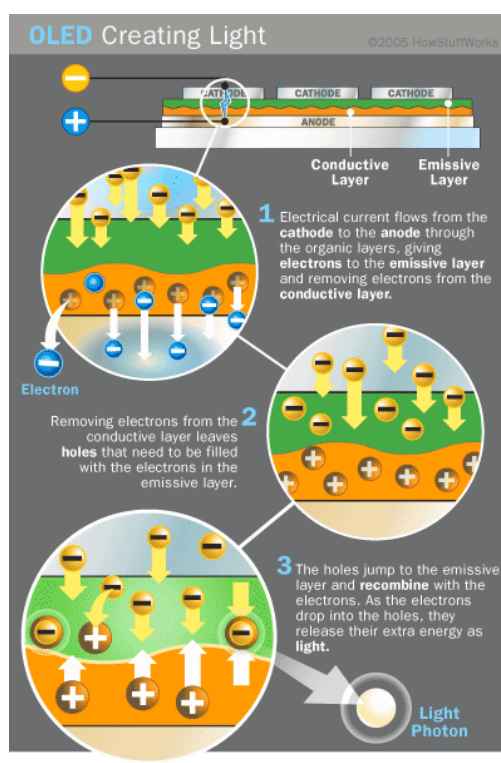 OLED Creating Light
©2005 HowStuffWorks
CATHODE CATHODE CATHODE
ANODE
Conductive Layer
Emissive Layer
1 Electrical current flows from the
cathode to the anode through
the organic layers, giving
electrons to the emissive layer
and removing electrons from the
conductive layer.
Electron
2 Removing electrons from the
conductive layer leaves
holes that need to be filled
with the electrons in the
emissive layer.
3 The holes jump to the emissive
layer and recombine with the
electrons. As the electrons
drop into the holes, they
release their extra energy as
light.
Light
Photon